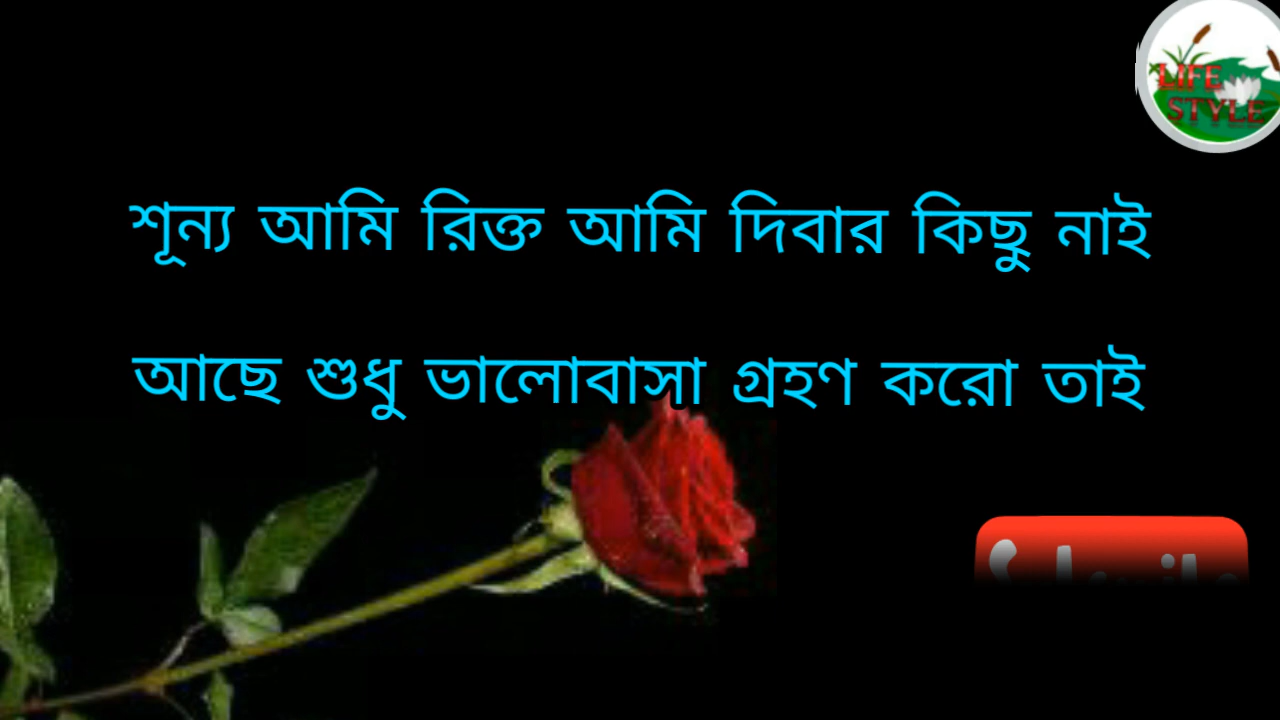 LIFE
STYLE
শূন্য আমি রিক্ত আমি দিবার কিছু নাই
আছে শুধু ভালোবাসা গ্রহণ করো তাই